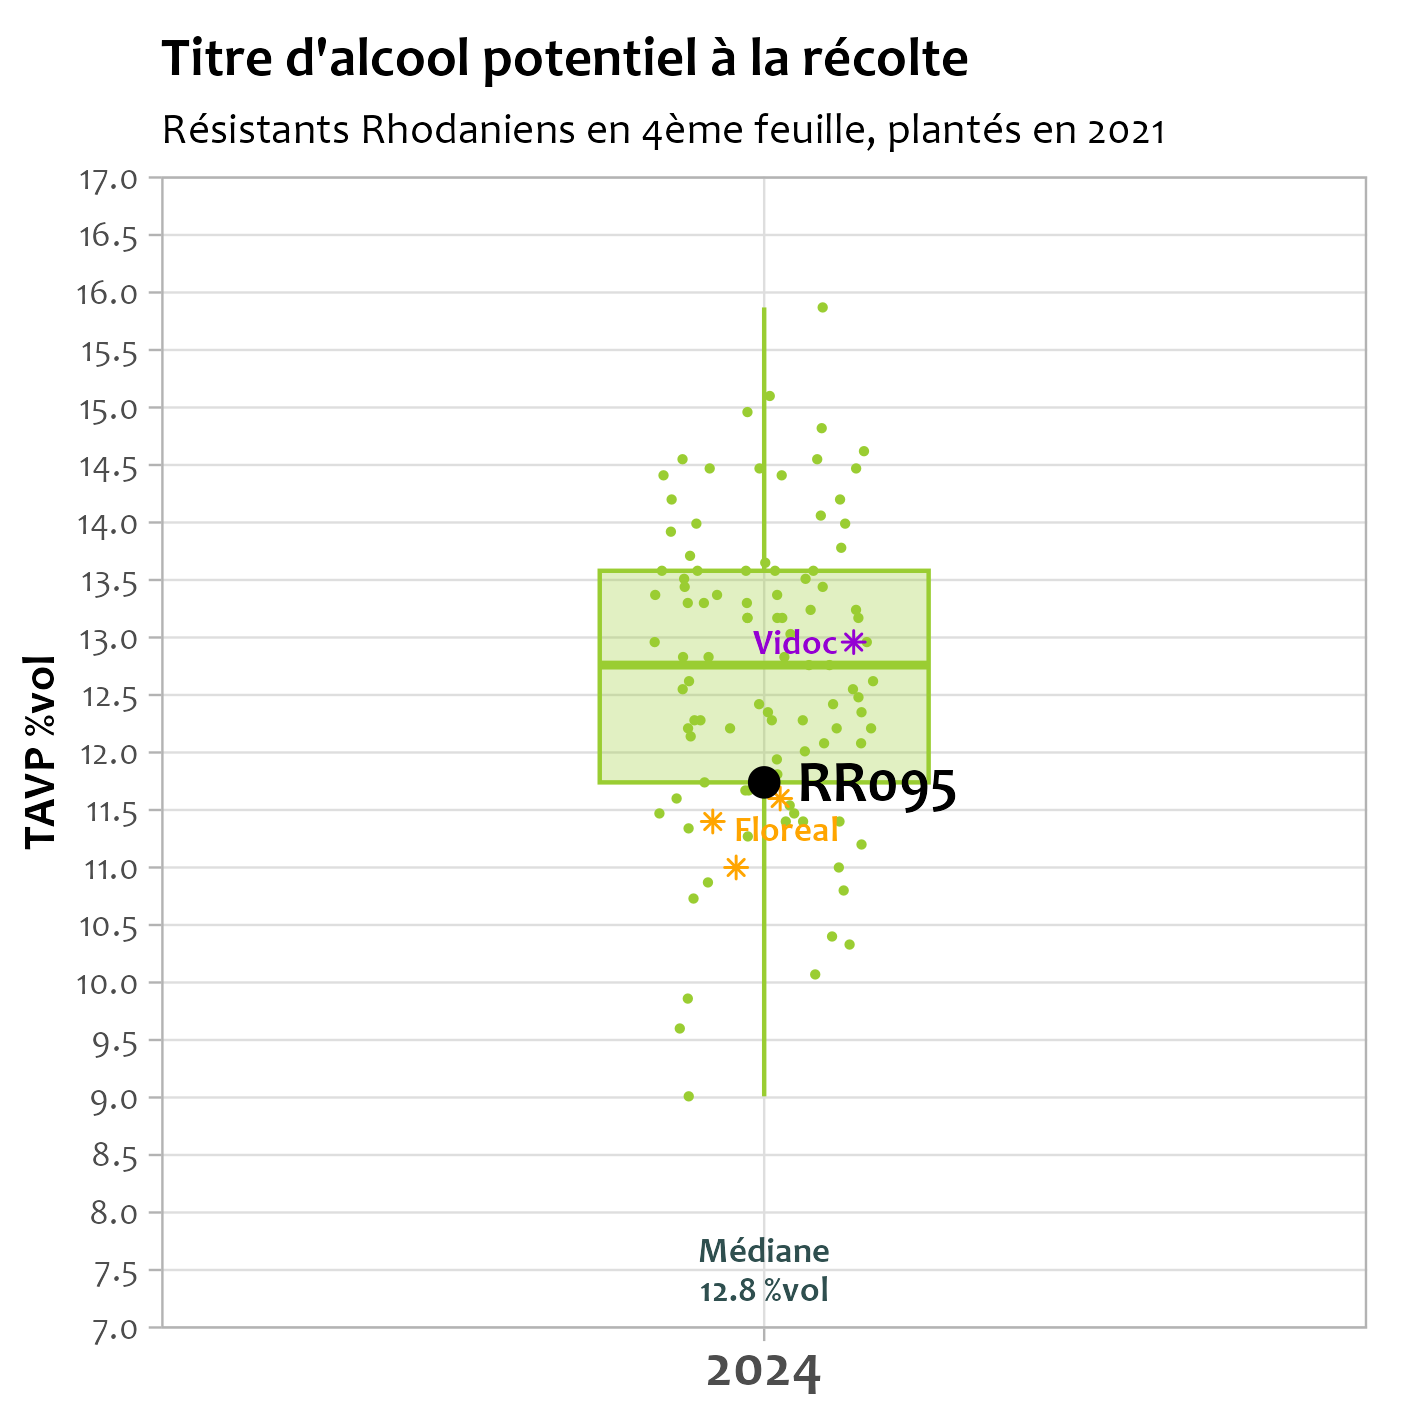 Titre d'alcool potentiel à la récolte
Résistants Rhodaniens en 4ème feuille, plantés en 2021
TAVP %vol
17.0
16.5
16.0
15.5
15.0
14.5
14.0
13.5
13.0
12.5
12.0
11.5
11.0
10.5
10.0
9.5
9.0
8.5
8.0
7.5
7.0
Vidoc
RR095
Floreal
Médiane
12.8 %vol
2024